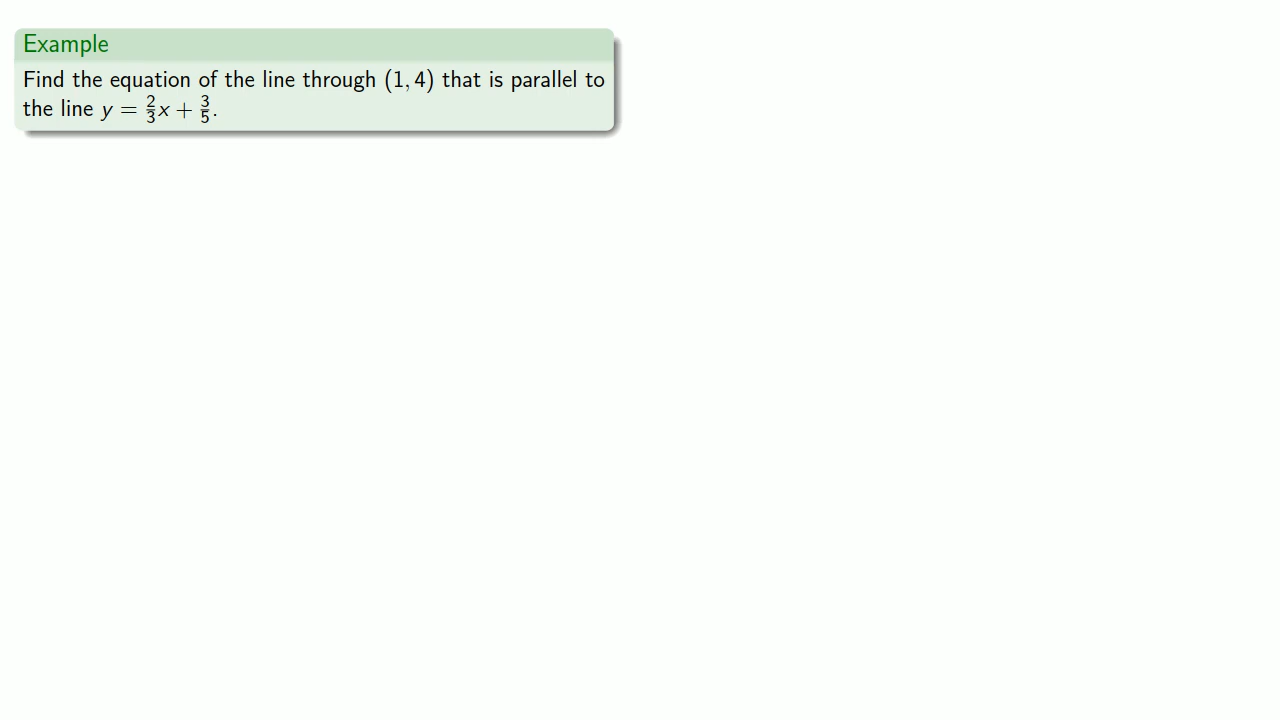 Example
Find the equation of the line through (1, 4) that is parallel to
the line y = 2/3 x + 3/5.